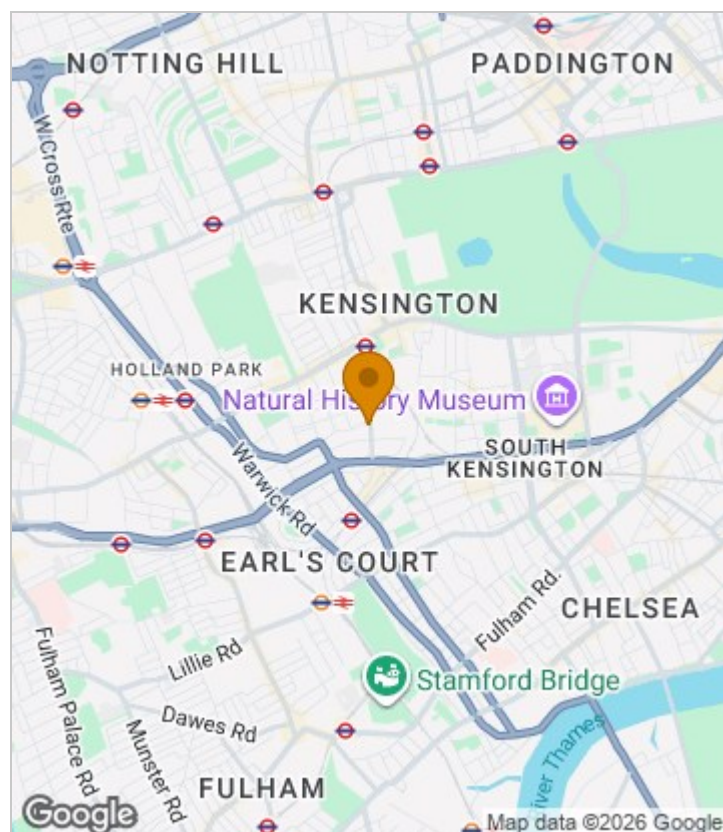 NOTTING HILL
PADDINGTON
W Cross Rte
KENSINGTON
HOLLAND PARK
Natural History Museum
SOUTH
KENSINGTON
Warwick Rd
EARL'S COURT
CHELSEA
Fulham Rd.
Lillie Rd
Stamford Bridge
Fulham Palace Rd
Dawes Rd
Munster Rd
River Thames
FULHAM
Google
Map data ©2026 Google